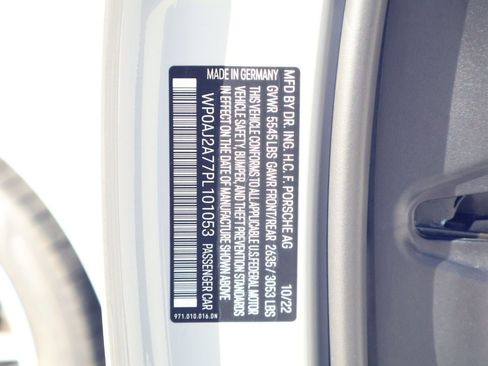 MFD BY DR. ING. H.C. F. PORSCHE AG 10/22
GVWR 5545 LBS GAWR FRONT/REAR 2635 / 3053 LBS
THIS VEHICLE CONFORMS TO ALL APPLICABLE U.S FEDERAL MOTOR
VEHICLE SAFETY, BUMPER, AND THEFT PREVENTION STANDARDS
IN EFFECT ON THE DATE OF MANUFACTURE SHOWN ABOVE
MADE IN GERMANY
WP0AJ2A77PL101053 PASSENGER CAR
971.010.016.DN